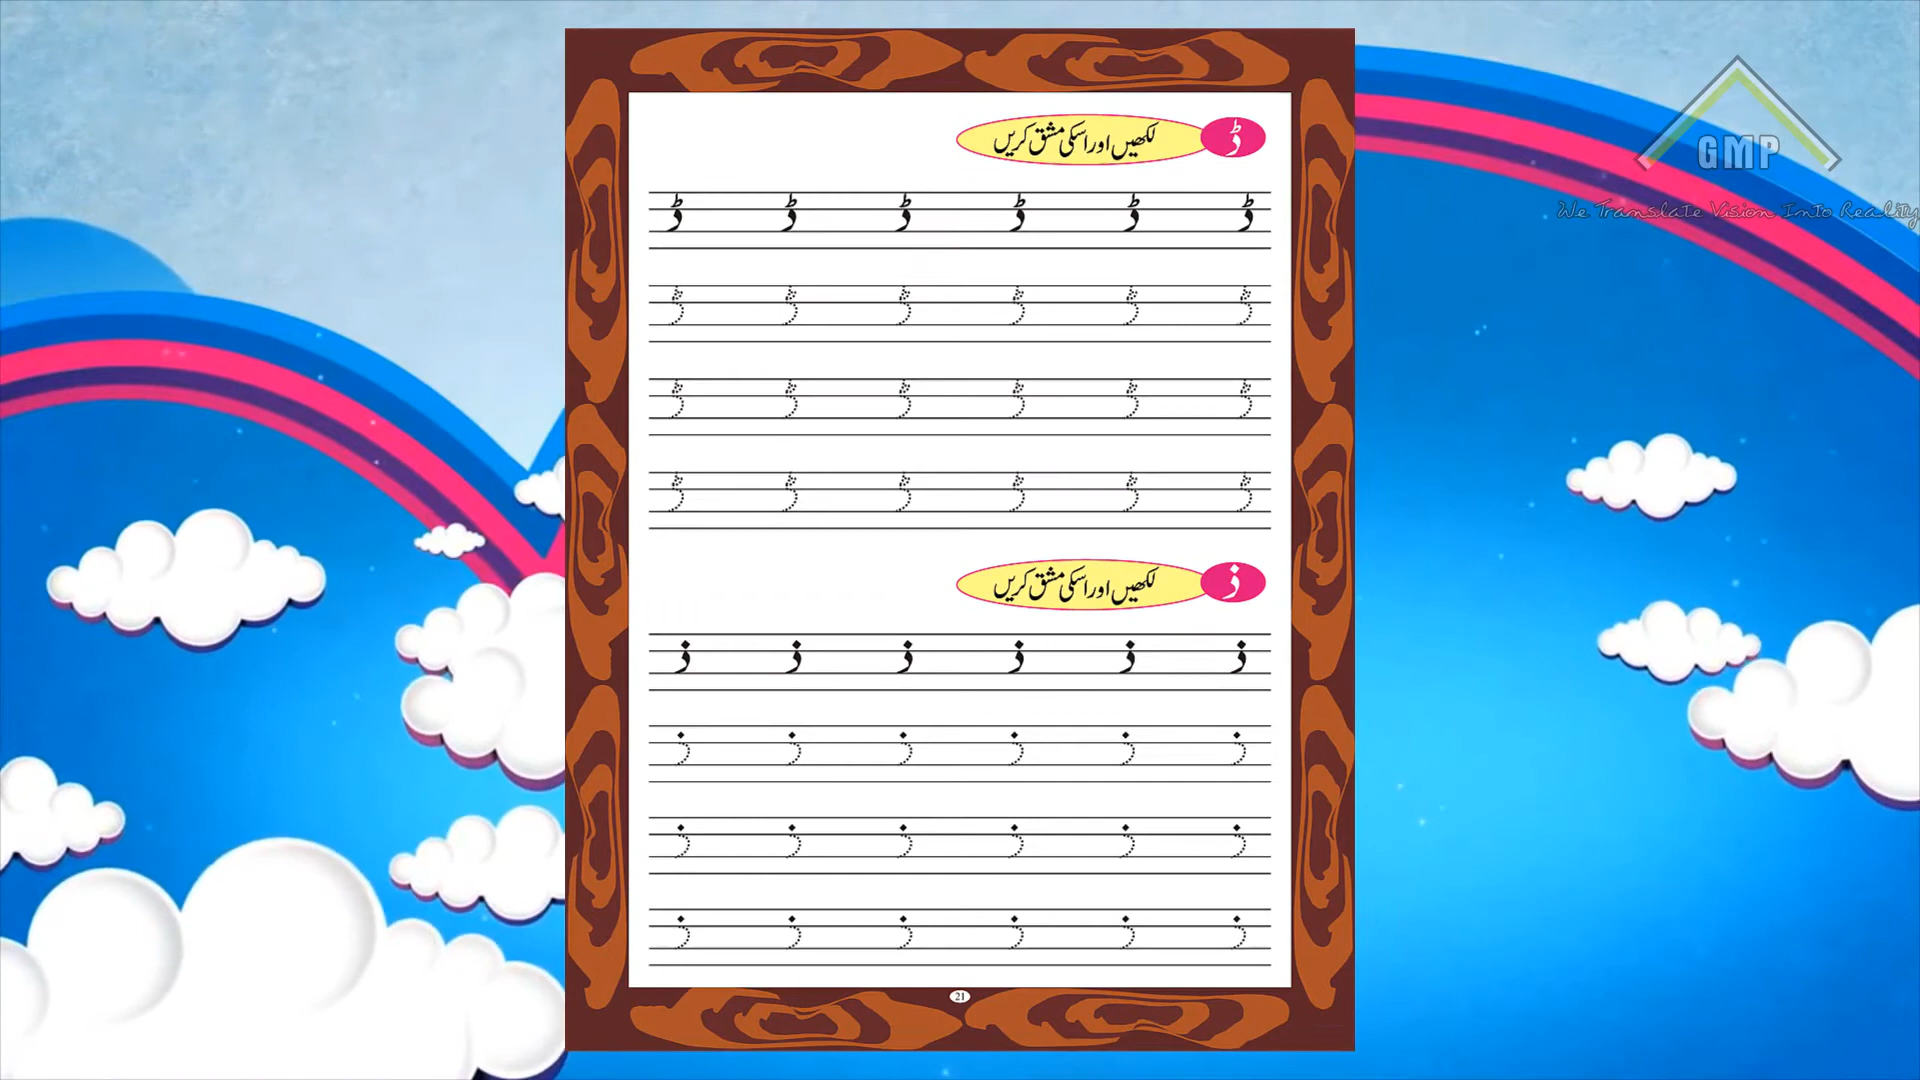 GMP
We Translate Vision Into Reality
ڈ لکھیں اور اسکی مشق کریں
ڈ ڈ ڈ ڈ ڈ ڈ
ڈ ڈ ڈ ڈ ڈ ڈ
ڈ ڈ ڈ ڈ ڈ ڈ
ڈ ڈ ڈ ڈ ڈ ڈ
ذ لکھیں اور اسکی مشق کریں
ذ ذ ذ ذ ذ ذ
ذ ذ ذ ذ ذ ذ
ذ ذ ذ ذ ذ ذ
ذ ذ ذ ذ ذ ذ
21